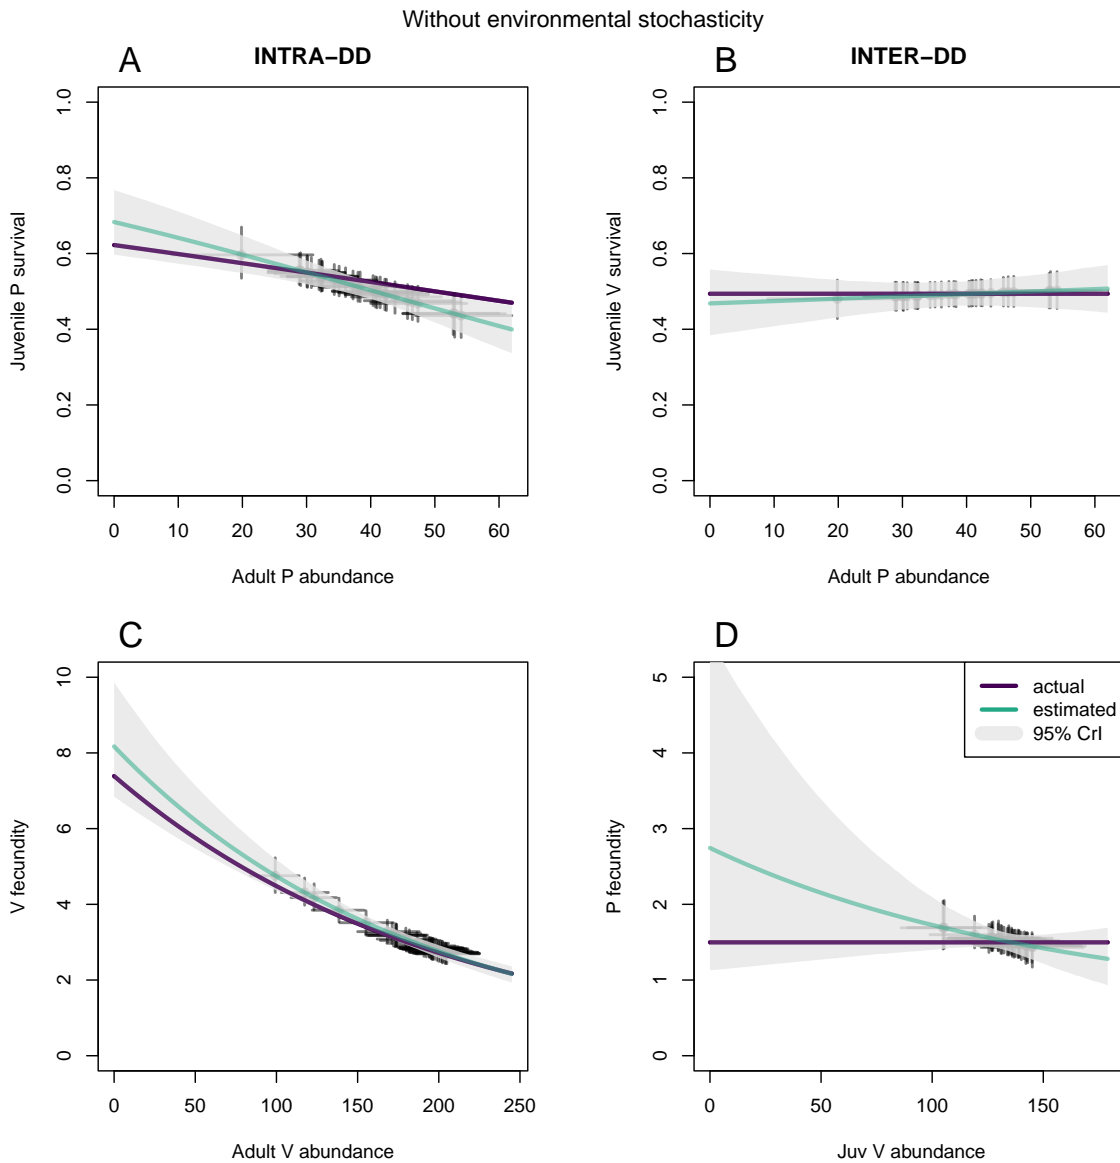 Without environmental stochasticity
A
INTRA−DD
B
INTER−DD
1.0
0.8
0.6
0.4
0.2
0.0
Juvenile P survival
0 10 20 30 40 50 60
Adult P abundance
1.0
0.8
0.6
0.4
0.2
0.0
Juvenile V survival
0 10 20 30 40 50 60
Adult P abundance
C
10
8
6
4
2
0
V fecundity
0 50 100 150 200 250
Adult V abundance
D
5
4
3
2
1
0
P fecundity
actual
estimated
95% CrI
0 50 100 150
Juv V abundance